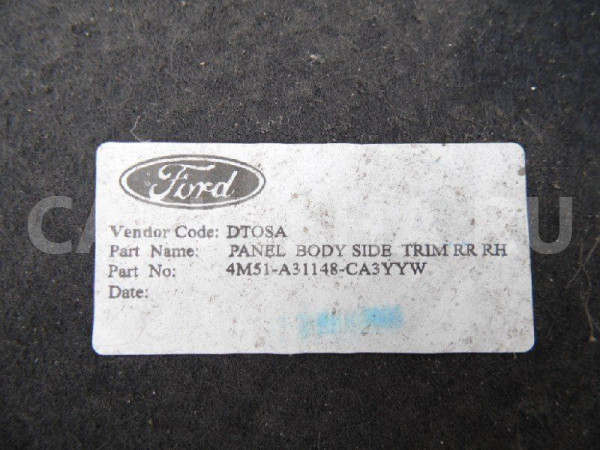 Ford
Vendor Code: DTOSA
Part Name: PANEL BODY SIDE TRIM RR RH
Part No: 4M51-A31148-CA3YYW
Date: